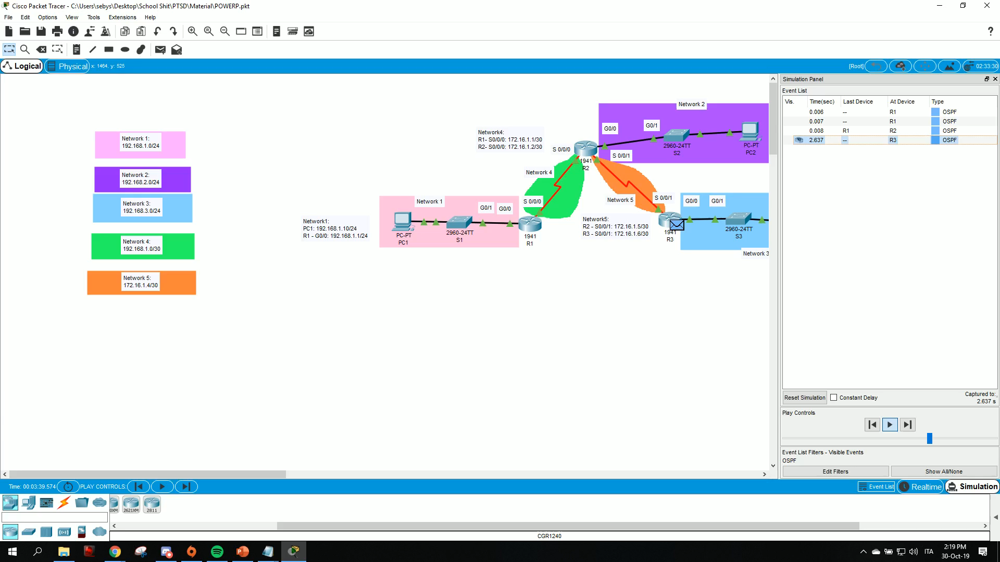 Cisco Packet Tracer - C:\Users\sebys\Desktop\School Shit\PTSD\Material\POWERP.pkt
File Edit Options View Tools Extensions Help
?
Logical
Physical
x: 1464, y: 525
[Root]
02:33:30
Network 1:
192.168.1.0/24
Network 2:
192.168.2.0/24
Network 3:
192.168.3.0/24
Network 4:
192.168.1.0/30
Network 5:
172.16.1.4/30
Network1:
PC1: 192.168.1.10/24
R1 - G0/0: 192.168.1.1/24
Network 1
PC-PT
PC1
2960-24TT
S1
G0/1
G0/0
1941
R1
S 0/0/0
Network4:
R1- S0/0/0: 172.16.1.1/30
R2- S0/0/0: 172.16.1.2/30
Network 4
S 0/0/0
1941
R2
S 0/0/1
G0/0
G0/1
Network 2
2960-24TT
S2
PC-PT
PC2
Network 5
S 0/0/1
Network5:
R2 - S0/0/1: 172.16.1.5/30
R3 - S0/0/1: 172.16.1.6/30
1941
R3
G0/0
G0/1
2960-24TT
S3
Network 3
Simulation Panel
Event List
Vis. Time(sec) Last Device At Device Type
0.006 -- R1 OSPF
0.007 -- R1 OSPF
0.008 R1 R2 OSPF
2.637 -- R3 OSPF
Reset Simulation
Constant Delay
Captured to:
2.637 s
Play Controls
Event List Filters - Visible Events
OSPF
Edit Filters
Show All/None
Time: 00:03:39.574
PLAY CONTROLS:
Event List
Realtime
Simulation
0XM
2621XM
2811
CGR1240
ITA
2:19 PM
30-Oct-19